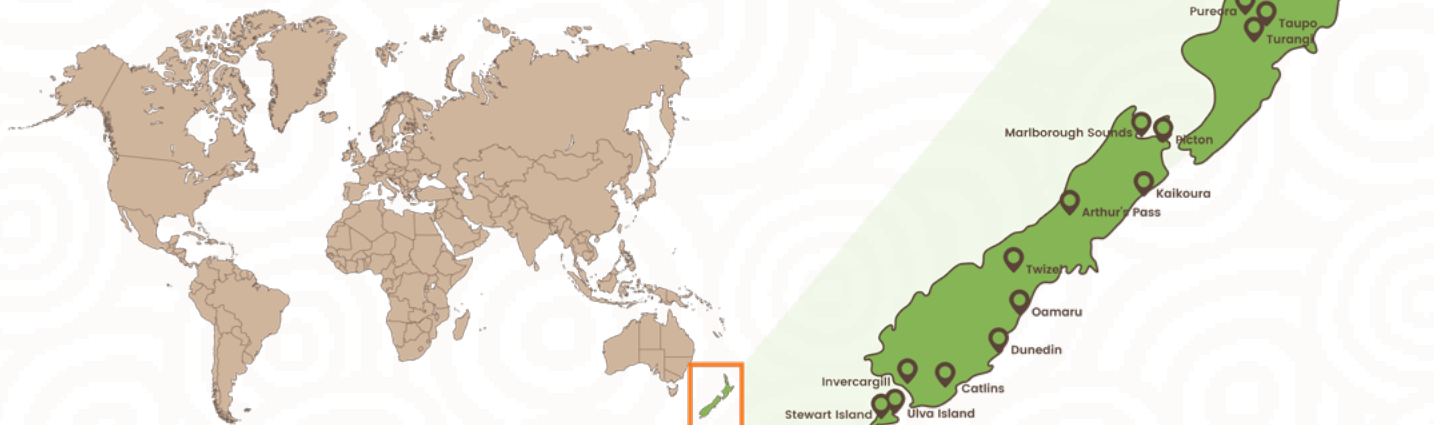 Pureora
Taupo
Turangi
Marlborough Sounds
Picton
Kaikoura
Arthur's Pass
Twizel
Oamaru
Dunedin
Invercargill
Catlins
Stewart Island
Ulva Island